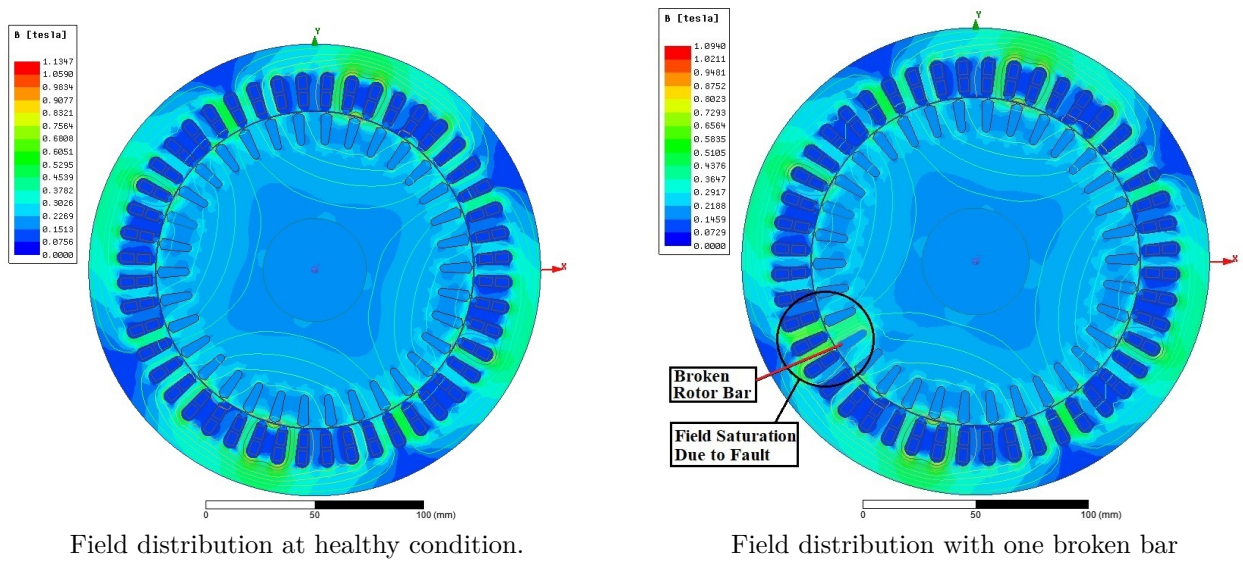 B [tesla]
1.1347
1.0590
0.9834
0.9077
0.8321
0.7564
0.6808
0.6051
0.5295
0.4539
0.3782
0.3026
0.2269
0.1513
0.0756
0.0000
Y
X
0 50 100 (mm)
Field distribution at healthy condition.
B [tesla]
1.0940
1.0211
0.9481
0.8752
0.8023
0.7293
0.6564
0.5835
0.5105
0.4376
0.3647
0.2917
0.2188
0.1459
0.0729
0.0000
Y
X
Broken
Rotor Bar
Field Saturation
Due to Fault
0 50 100 (mm)
Field distribution with one broken bar